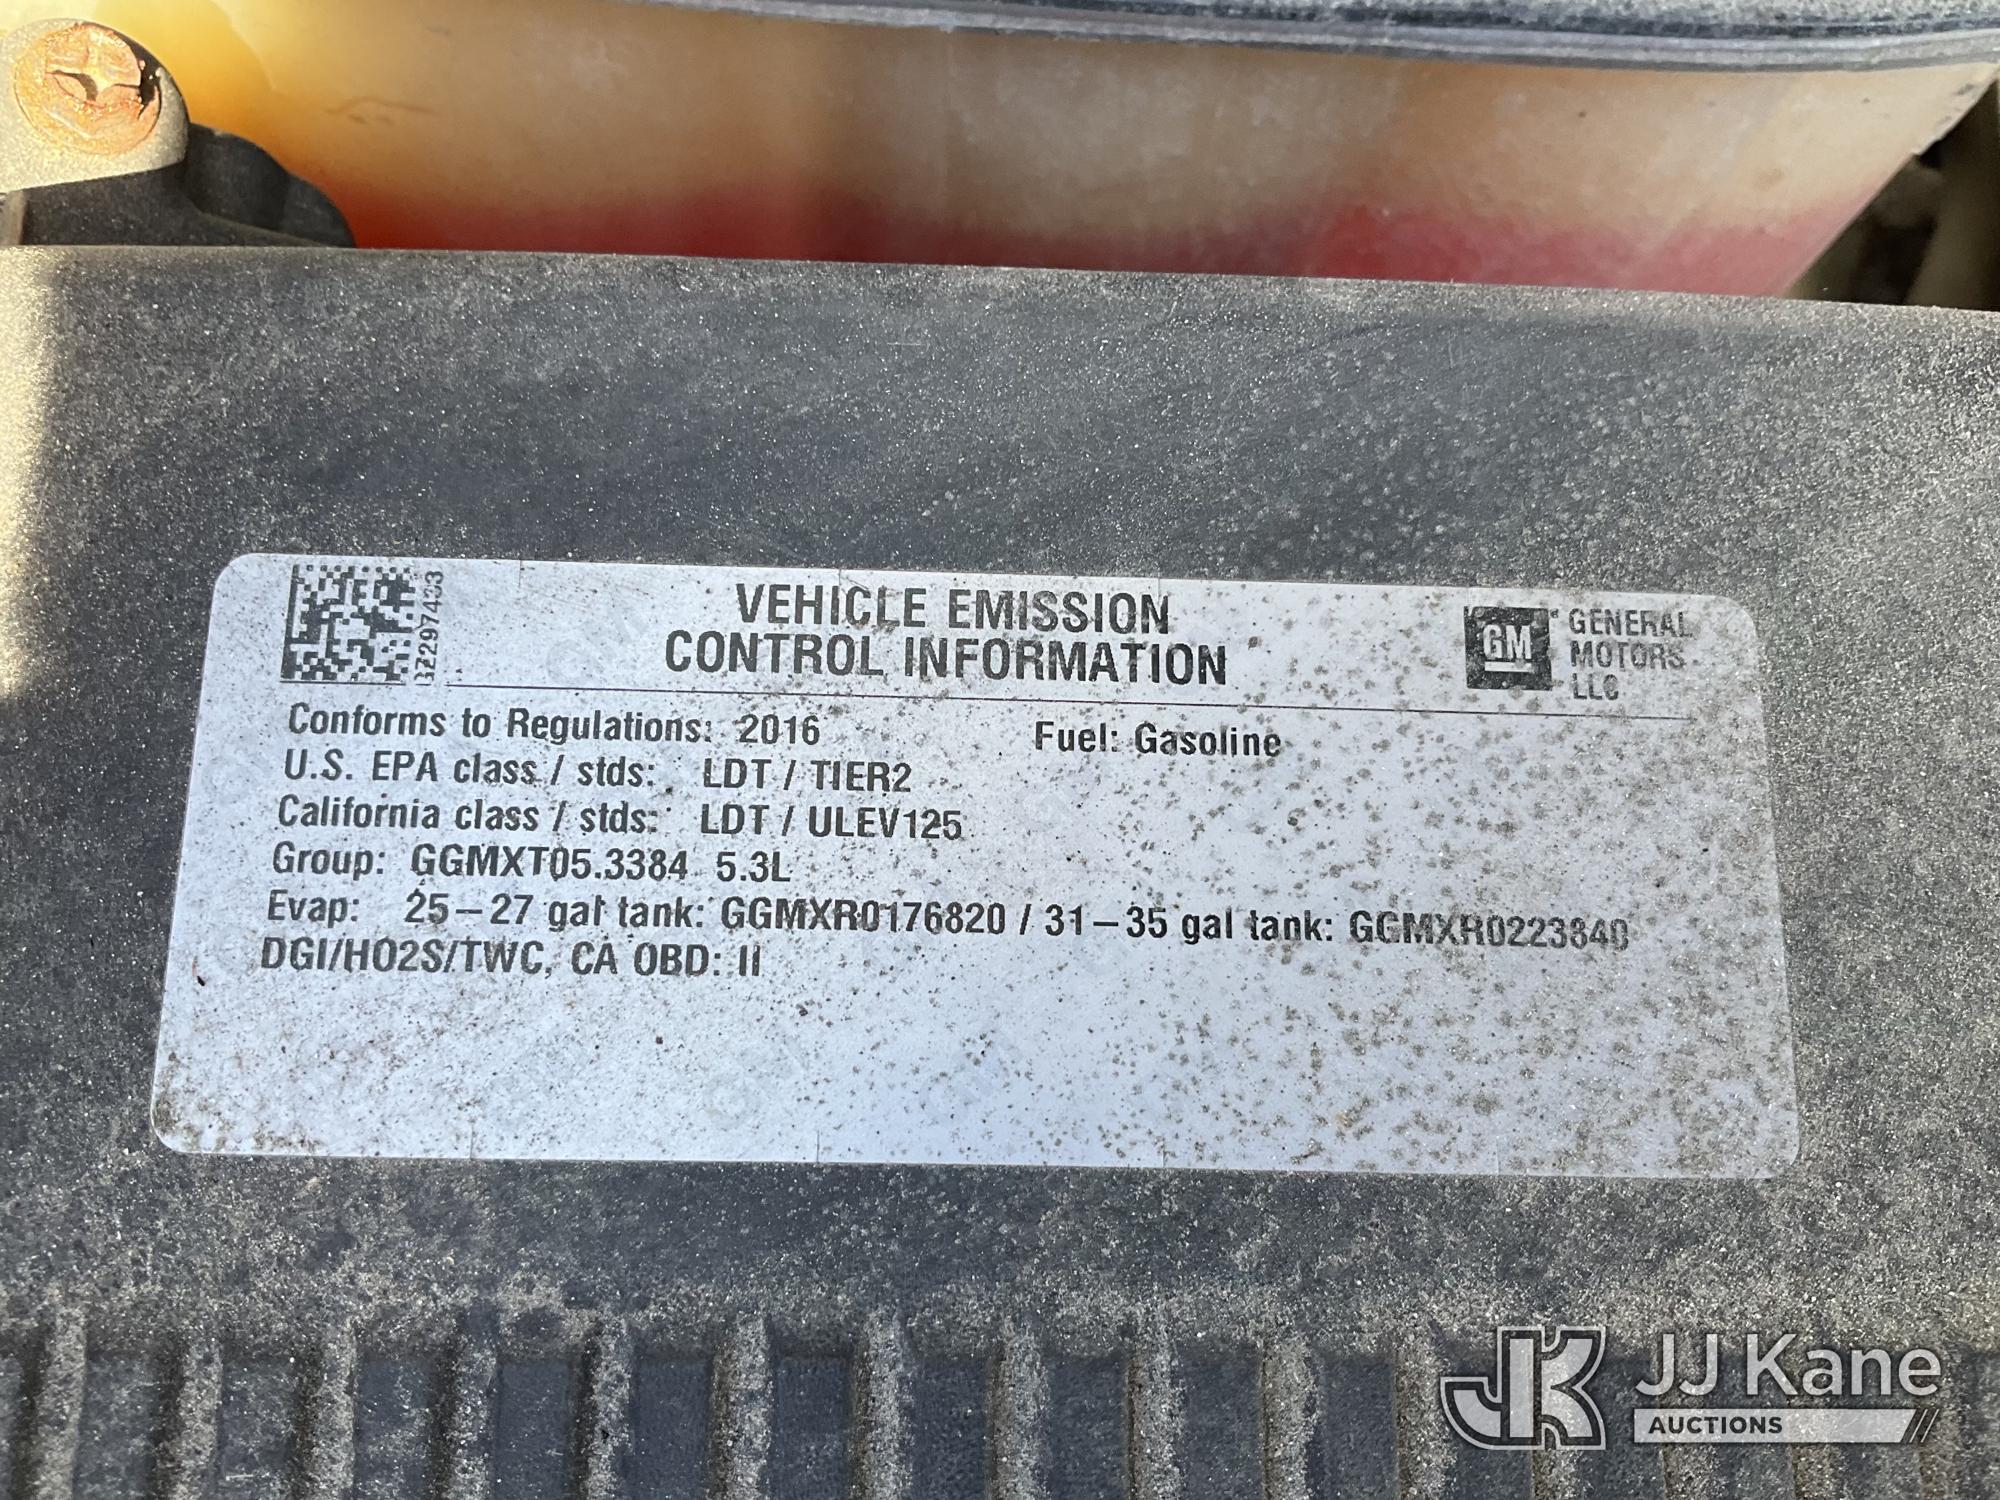 VEHICLE EMISSION
CONTROL INFORMATION
GM GENERAL
MOTORS
LLC
Conforms to Regulations: 2016 Fuel: Gasoline
U.S. EPA class / stds: LDT / TIER2
California class / stds: LDT / ULEV125
Group: GGMXT05.3384 5.3L
Evap: 25–27 gal tank: GGMXR0176820 / 31–35 gal tank: GGMXR0223840
DGI/HO2S/TWC, CA OBD: II
JK JJ Kane
AUCTIONS